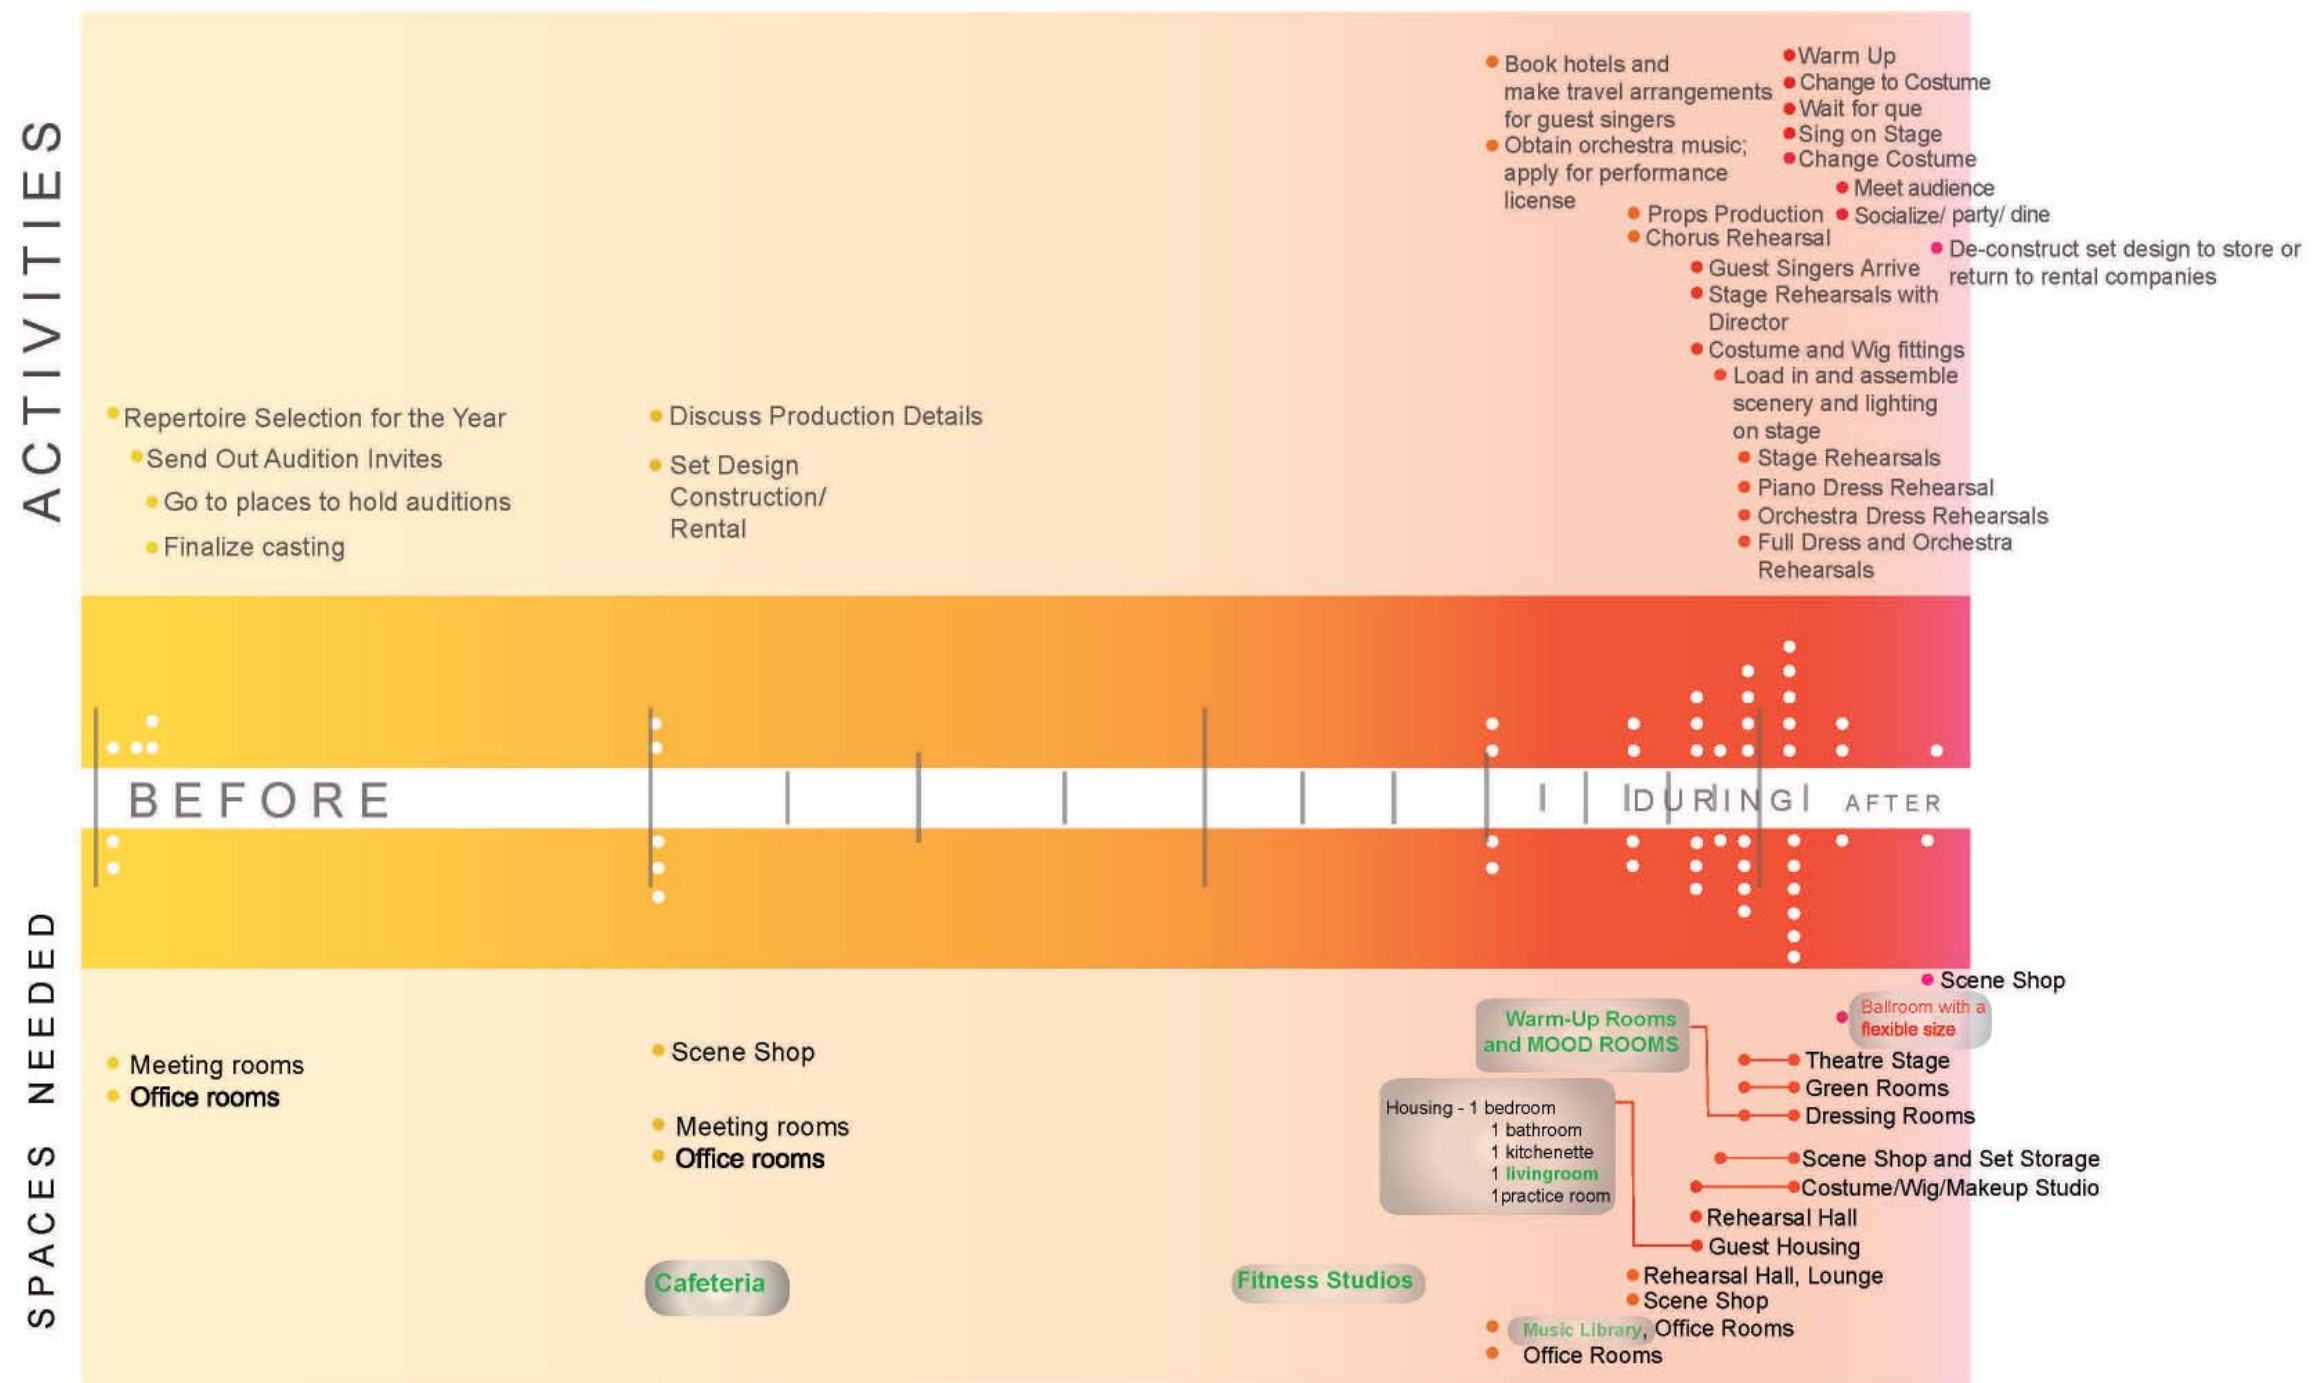 ACTIVITIES
Repertoire Selection for the Year
Send Out Audition Invites
Go to places to hold auditions
Finalize casting
Discuss Production Details
Set Design
Construction/
Rental
Book hotels and
make travel arrangements
for guest singers
Obtain orchestra music;
apply for performance
license
Props Production
Chorus Rehearsal
Guest Singers Arrive
Stage Rehearsals with
Director
Costume and Wig fittings
Load in and assemble
scenery and lighting
on stage
Stage Rehearsals
Piano Dress Rehearsal
Orchestra Dress Rehearsals
Full Dress and Orchestra
Rehearsals
Warm Up
Change to Costume
Wait for que
Sing on Stage
Change Costume
Meet audience
Socialize/ party/ dine
De-construct set design to store or
return to rental companies
BEFORE
DURING
AFTER
SPACES NEEDED
Meeting rooms
Office rooms
Scene Shop
Meeting rooms
Office rooms
Cafeteria
Fitness Studios
Warm-Up Rooms
and MOOD ROOMS
Housing - 1 bedroom
1 bathroom
1 kitchenette
1 livingroom
1practice room
Scene Shop
Ballroom with a
flexible size
Theatre Stage
Green Rooms
Dressing Rooms
Scene Shop and Set Storage
Costume/Wig/Makeup Studio
Rehearsal Hall
Guest Housing
Rehearsal Hall, Lounge
Scene Shop
Music Library, Office Rooms
Office Rooms